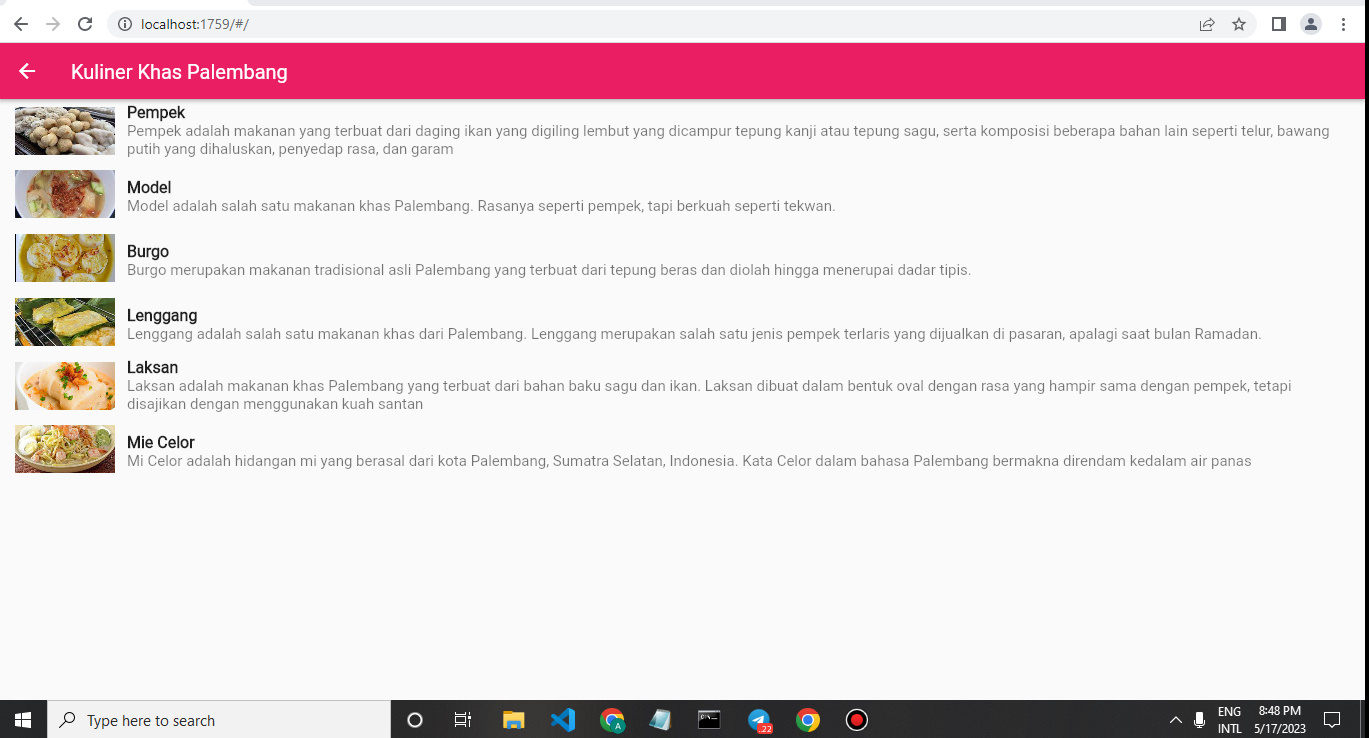 localhost:1759/#/
Kuliner Khas Palembang
Pempek
Pempek adalah makanan yang terbuat dari daging ikan yang digiling lembut yang dicampur tepung kanji atau tepung sagu, serta komposisi beberapa bahan lain seperti telur, bawang
putih yang dihaluskan, penyedap rasa, dan garam
Model
Model adalah salah satu makanan khas Palembang. Rasanya seperti pempek, tapi berkuah seperti tekwan.
Burgo
Burgo merupakan makanan tradisional asli Palembang yang terbuat dari tepung beras dan diolah hingga menerupai dadar tipis.
Lenggang
Lenggang adalah salah satu makanan khas dari Palembang. Lenggang merupakan salah satu jenis pempek terlaris yang dijualkan di pasaran, apalagi saat bulan Ramadan.
Laksan
Laksan adalah makanan khas Palembang yang terbuat dari bahan baku sagu dan ikan. Laksan dibuat dalam bentuk oval dengan rasa yang hampir sama dengan pempek, tetapi
disajikan dengan menggunakan kuah santan
Mie Celor
Mi Celor adalah hidangan mi yang berasal dari kota Palembang, Sumatra Selatan, Indonesia. Kata Celor dalam bahasa Palembang bermakna direndam kedalam air panas
Type here to search
A
22
ENG
INTL
8:48 PM
5/17/2023